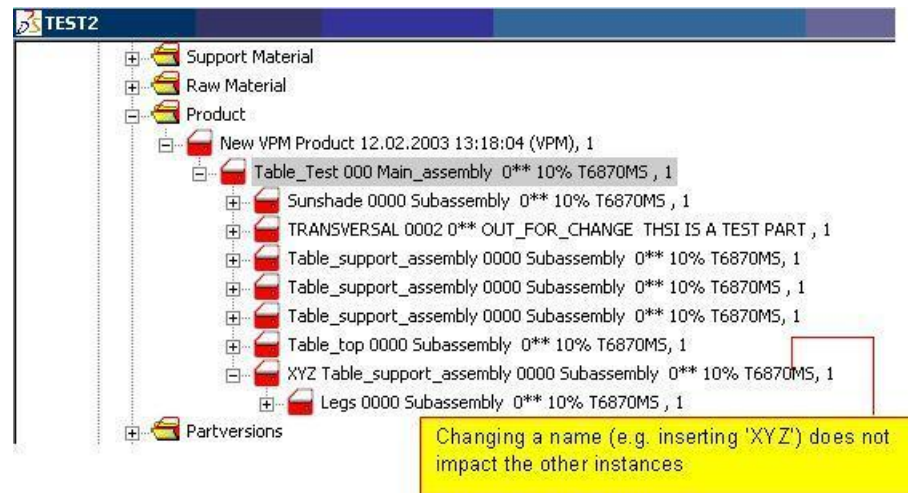 TEST2
Support Material
Raw Material
Product
New VPM Product 12.02.2003 13:18:04 (VPM), 1
Table_Test 000 Main_assembly 0** 10% T6870MS , 1
Sunshade 0000 Subassembly 0** 10% T6870MS , 1
TRANSVERSAL 0002 0** OUT_FOR_CHANGE THSI IS A TEST PART , 1
Table_support_assembly 0000 Subassembly 0** 10% T6870MS, 1
Table_support_assembly 0000 Subassembly 0** 10% T6870MS , 1
Table_support_assembly 0000 Subassembly 0** 10% T6870MS, 1
Table_top 0000 Subassembly 0** 10% T6870MS, 1
XYZ Table_support_assembly 0000 Subassembly 0** 10% T6870MS, 1
Legs 0000 Subassembly 0** 10% T6870MS , 1
Partversions
Changing a name (e.g. inserting 'XYZ') does not
impact the other instances